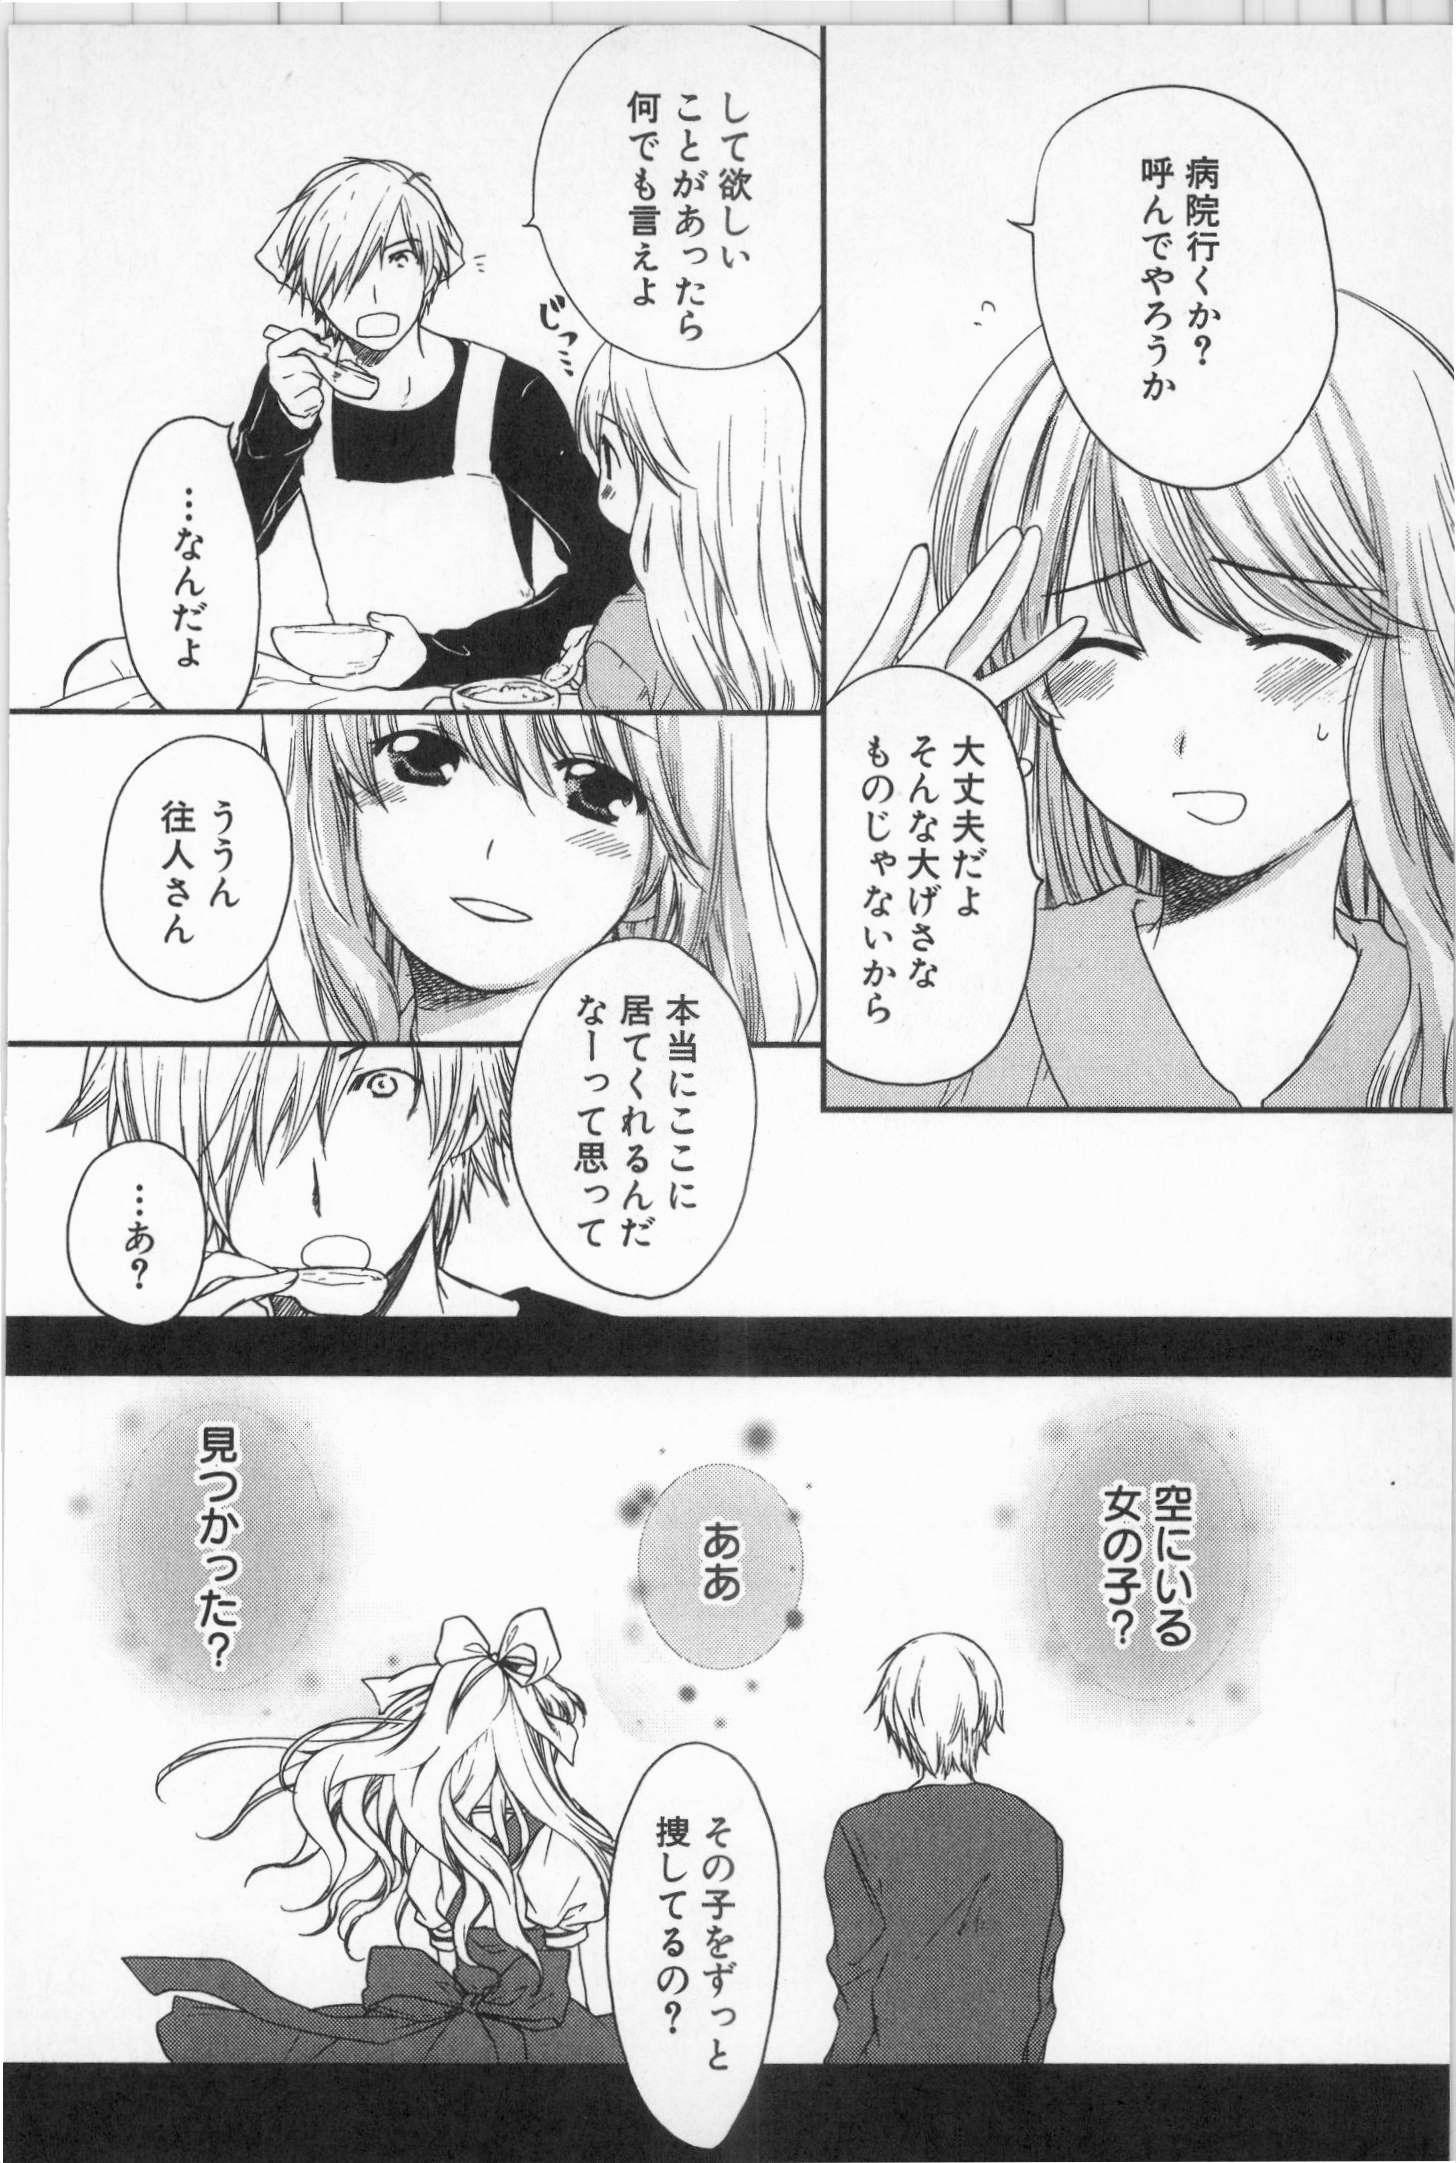 病院行くか?
呼んでやろうか
大丈夫だよ
そんな大げさな
ものじゃないから
して欲しい
ことがあったら
何でも言えよ
じっ…
…なんだよ
ううん
往人さん
本当にここに
居てくれるんだ
なーって思って
…あ?
空にいる
女の子?
ああ
その子をずっと
捜してるの?
見つかった?